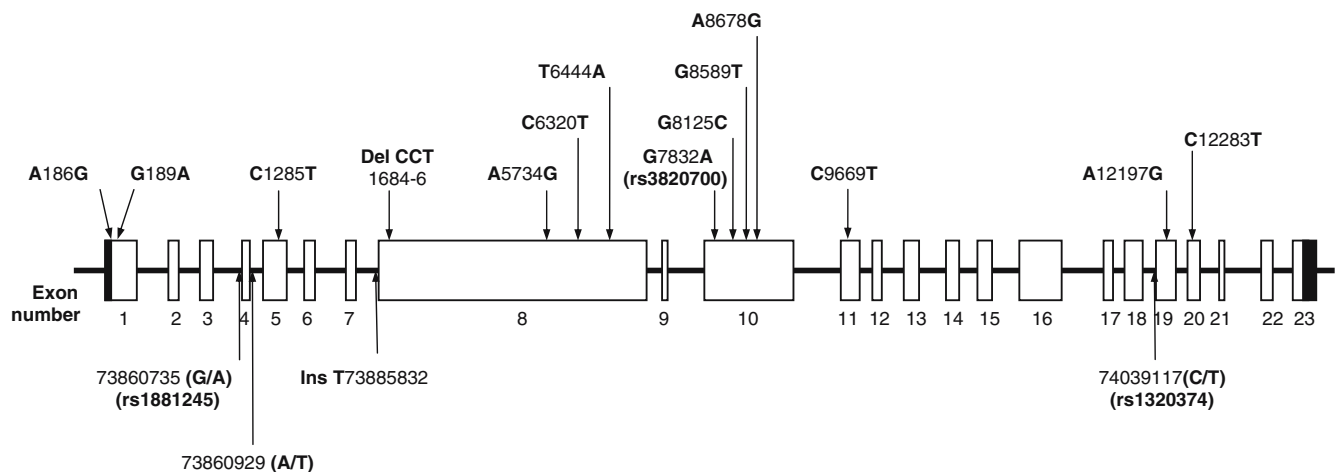 A8678G
T6444A
G8589T
C6320T
G8125C
G7832A
(rs3820700)
C12283T
A186G
G189A
C1285T
Del CCT
1684-6
A5734G
C9669T
A12197G
Exon
number
1 2 3 4 5 6 7 8 9 10 11 12 13 14 15 16 17 18 19 20 21 22 23
73860735 (G/A)
(rs1881245)
Ins T73885832
74039117(C/T)
(rs1320374)
73860929 (A/T)